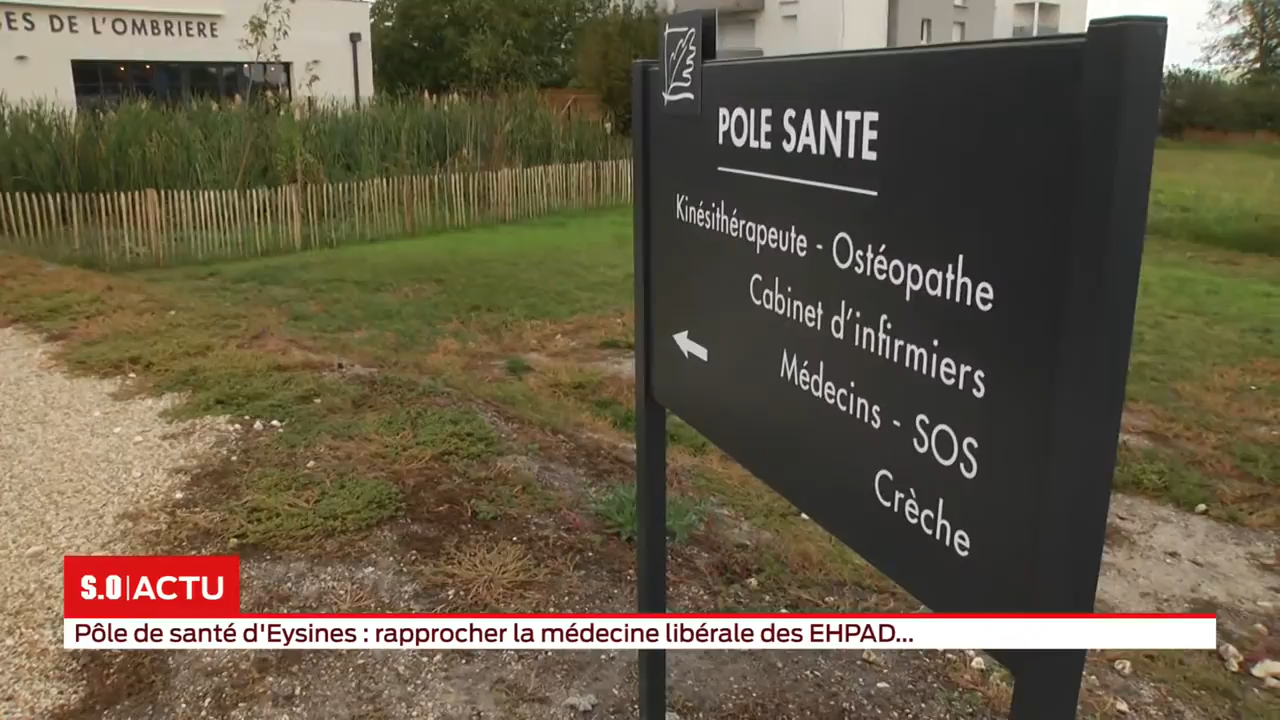 GES DE L'OMBRIERE
POLE SANTE
Kinésithérapeute - Ostéopathe
Cabinet d'infirmiers
Médecins - SOS
Crèche
S.O|ACTU
Pôle de santé d'Eysines : rapprocher la médecine libérale des EHPAD...